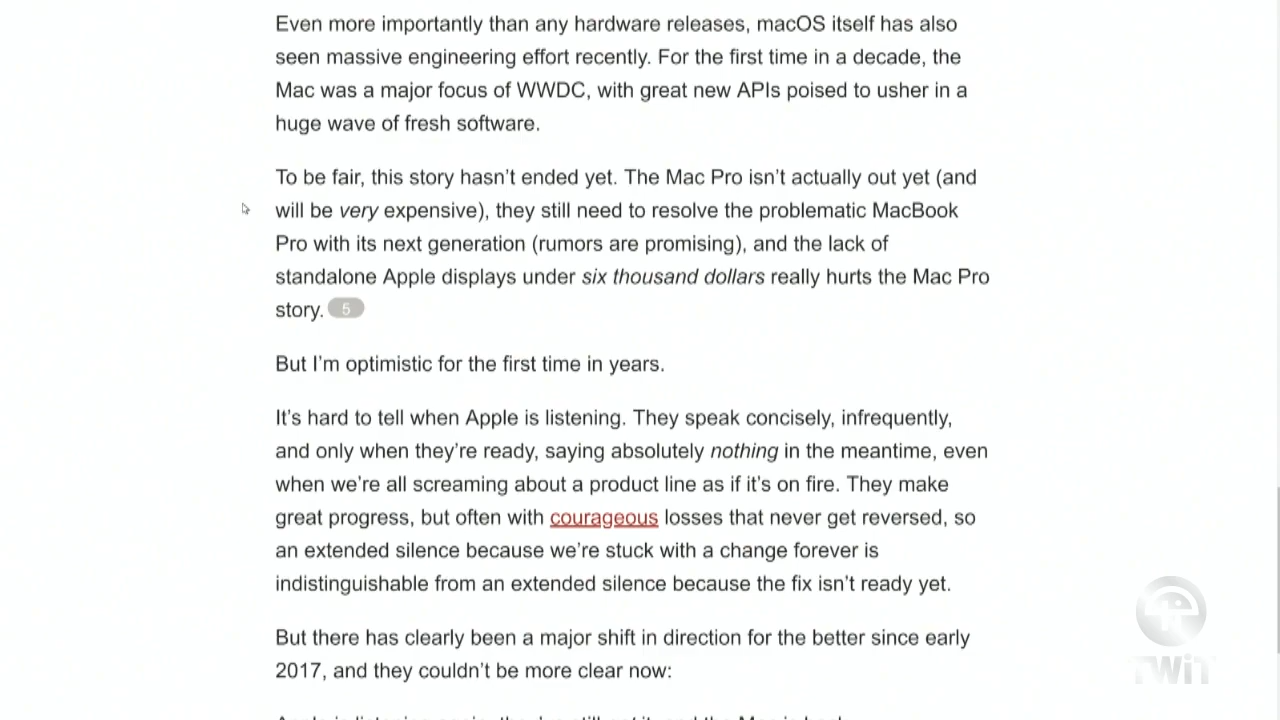 Even more importantly than any hardware releases, macOS itself has also
seen massive engineering effort recently. For the first time in a decade, the
Mac was a major focus of WWDC, with great new APIs poised to usher in a
huge wave of fresh software.
To be fair, this story hasn’t ended yet. The Mac Pro isn’t actually out yet (and
will be very expensive), they still need to resolve the problematic MacBook
Pro with its next generation (rumors are promising), and the lack of
standalone Apple displays under six thousand dollars really hurts the Mac Pro
story. 5
But I’m optimistic for the first time in years.
It’s hard to tell when Apple is listening. They speak concisely, infrequently,
and only when they’re ready, saying absolutely nothing in the meantime, even
when we’re all screaming about a product line as if it’s on fire. They make
great progress, but often with courageous losses that never get reversed, so
an extended silence because we’re stuck with a change forever is
indistinguishable from an extended silence because the fix isn’t ready yet.
But there has clearly been a major shift in direction for the better since early
2017, and they couldn’t be more clear now:
TWiT